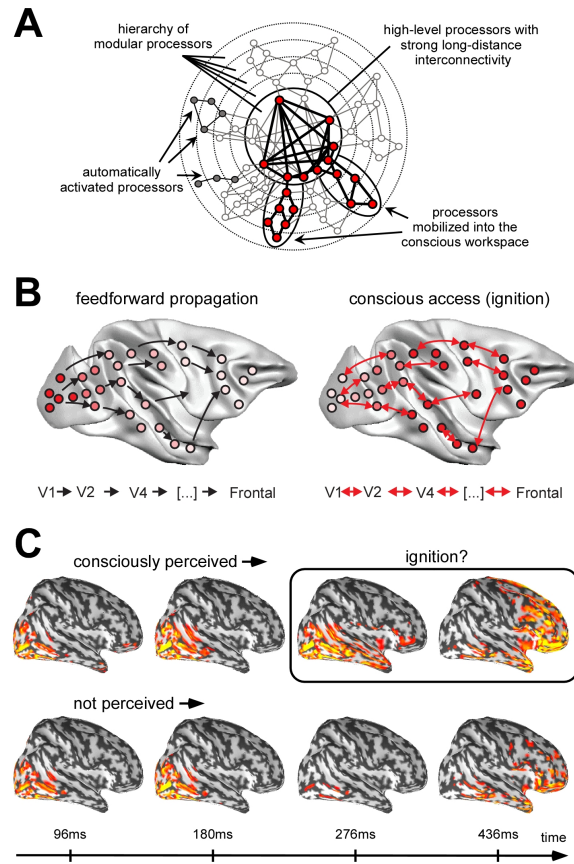 A
hierarchy of
modular processors
high-level processors with
strong long-distance
interconnectivity
automatically
activated processors
processors
mobilized into the
conscious workspace
B
feedforward propagation
conscious access (ignition)
V1 V2 V4 [...] Frontal
V1 V2 V4 [...] Frontal
C
consciously perceived
ignition?
not perceived
96ms 180ms 276ms 436ms time